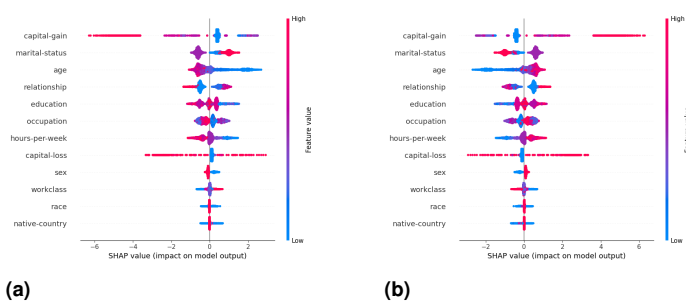 High
capital-gain
marital-status
age
relationship
education
occupation
hours-per-week
capital-loss
sex
workclass
race
native-country
Feature value
Low
−6 −4 −2 0 2
SHAP value (impact on model output)
(a)
High
capital-gain
marital-status
age
relationship
education
occupation
hours-per-week
capital-loss
sex
workclass
race
native-country
Low
−2 0 2 4 6
SHAP value (impact on model output)
(b)